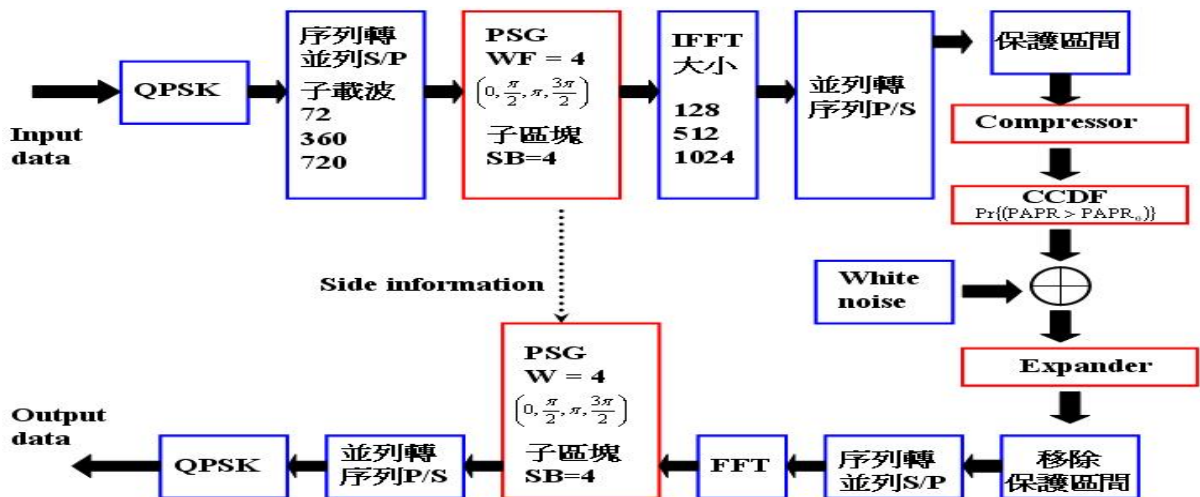 Input
data
QPSK
序列轉
並列S/P
子載波
72
360
720
PSG
WF = 4
(0, π/2, π, 3π/2)
子區塊
SB=4
IFFT
大小
128
512
1024
並列轉
序列P/S
保護區間
Compressor
CCDF
Pr{(PAPR > PAPR₀)}
White
noise
Expander
移除
保護區間
序列轉
並列S/P
FFT
Side information
PSG
W = 4
(0, π/2, π, 3π/2)
子區塊
SB=4
並列轉
序列P/S
QPSK
Output
data